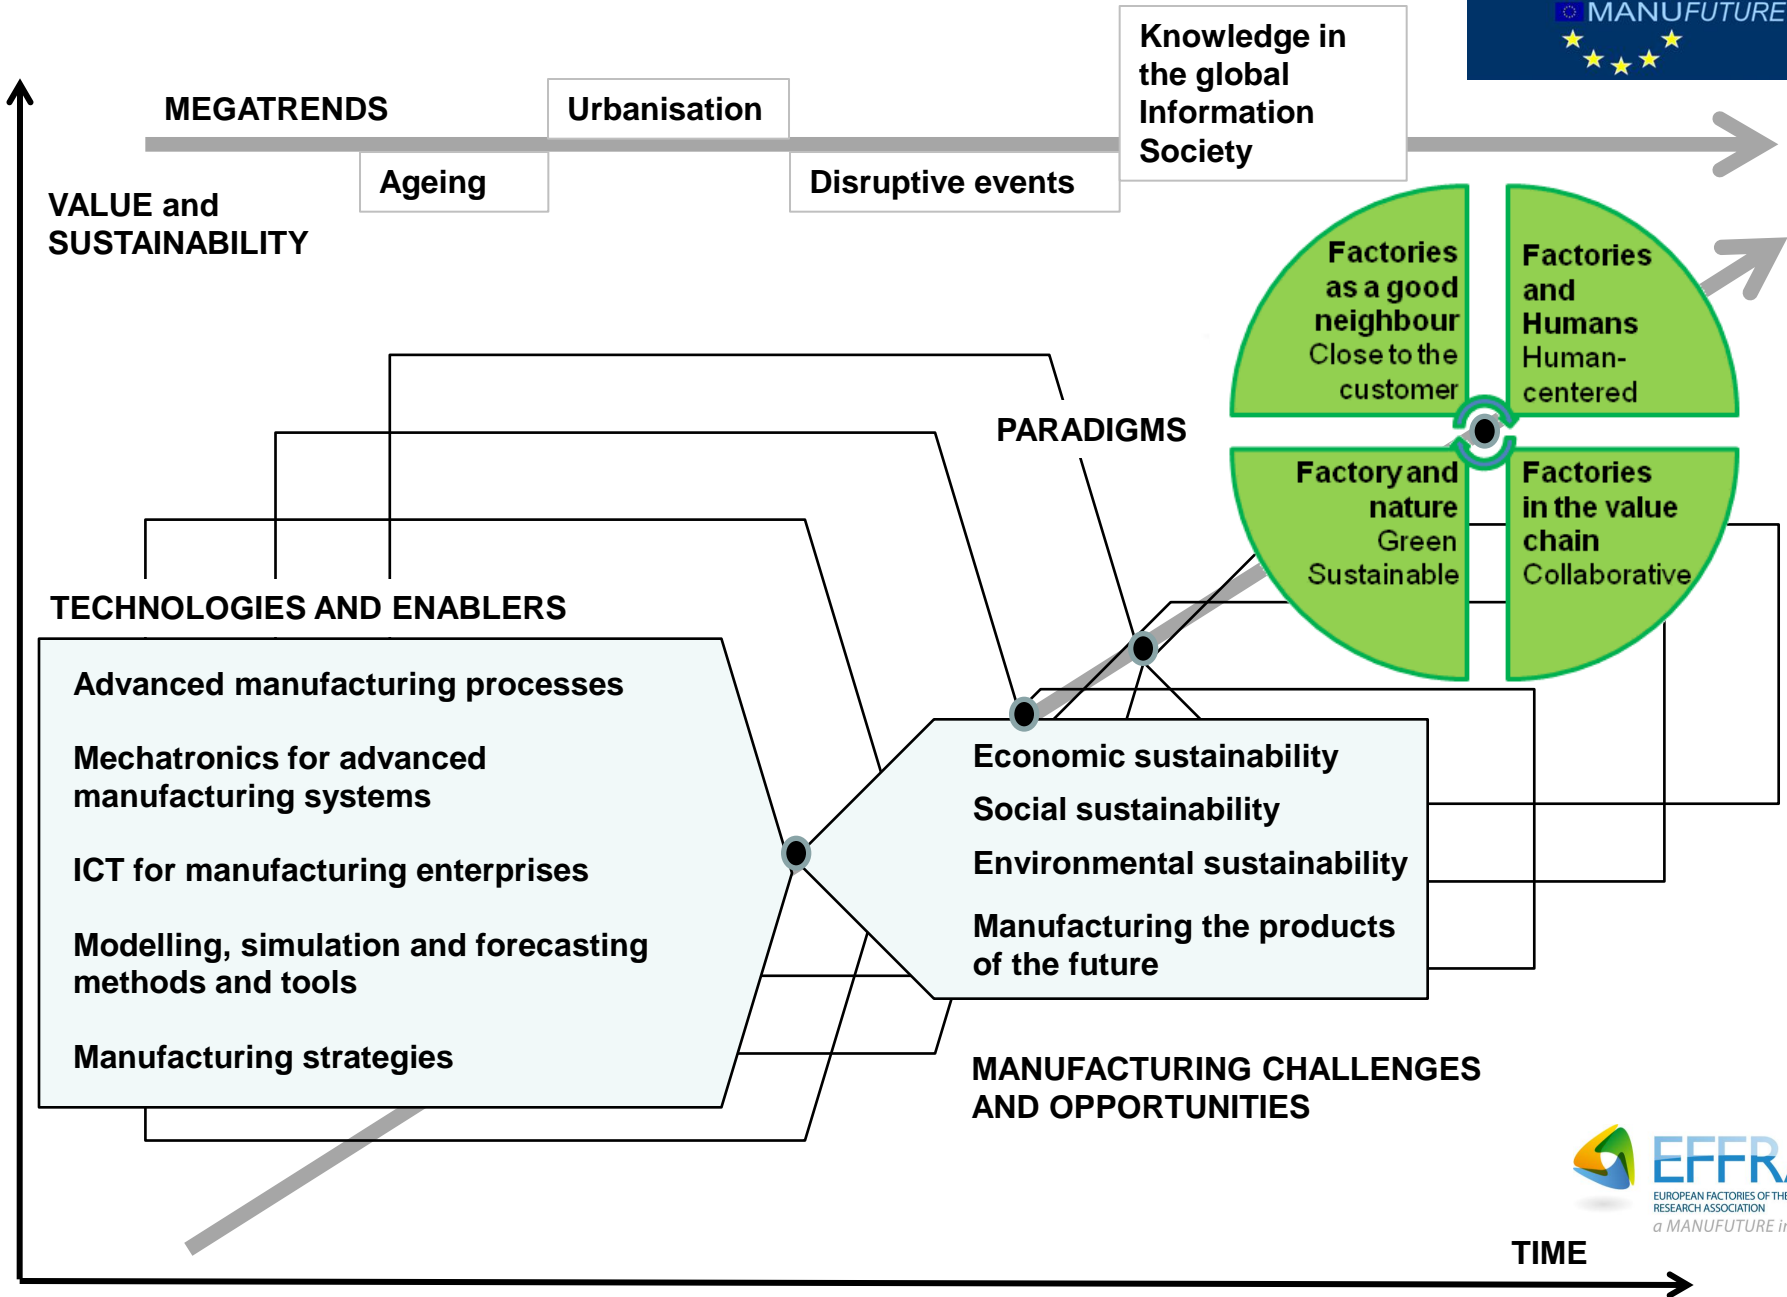 MANUFUTURE
Knowledge in
the global
Information
Society
MEGATRENDS
Urbanisation
Ageing
Disruptive events
VALUE and
SUSTAINABILITY
Factories
as a good
neighbour
Close to the
customer
Factories
and
Humans
Human-
centered
PARADIGMS
Factory and
nature
Green
Sustainable
Factories
in the value
chain
Collaborative
TECHNOLOGIES AND ENABLERS
Advanced manufacturing processes
Mechatronics for advanced
manufacturing systems
ICT for manufacturing enterprises
Modelling, simulation and forecasting
methods and tools
Manufacturing strategies
Economic sustainability
Social sustainability
Environmental sustainability
Manufacturing the products
of the future
MANUFACTURING CHALLENGES
AND OPPORTUNITIES
EFFR
EUROPEAN FACTORIES OF THE
RESEARCH ASSOCIATION
a MANUFUTURE
TIME